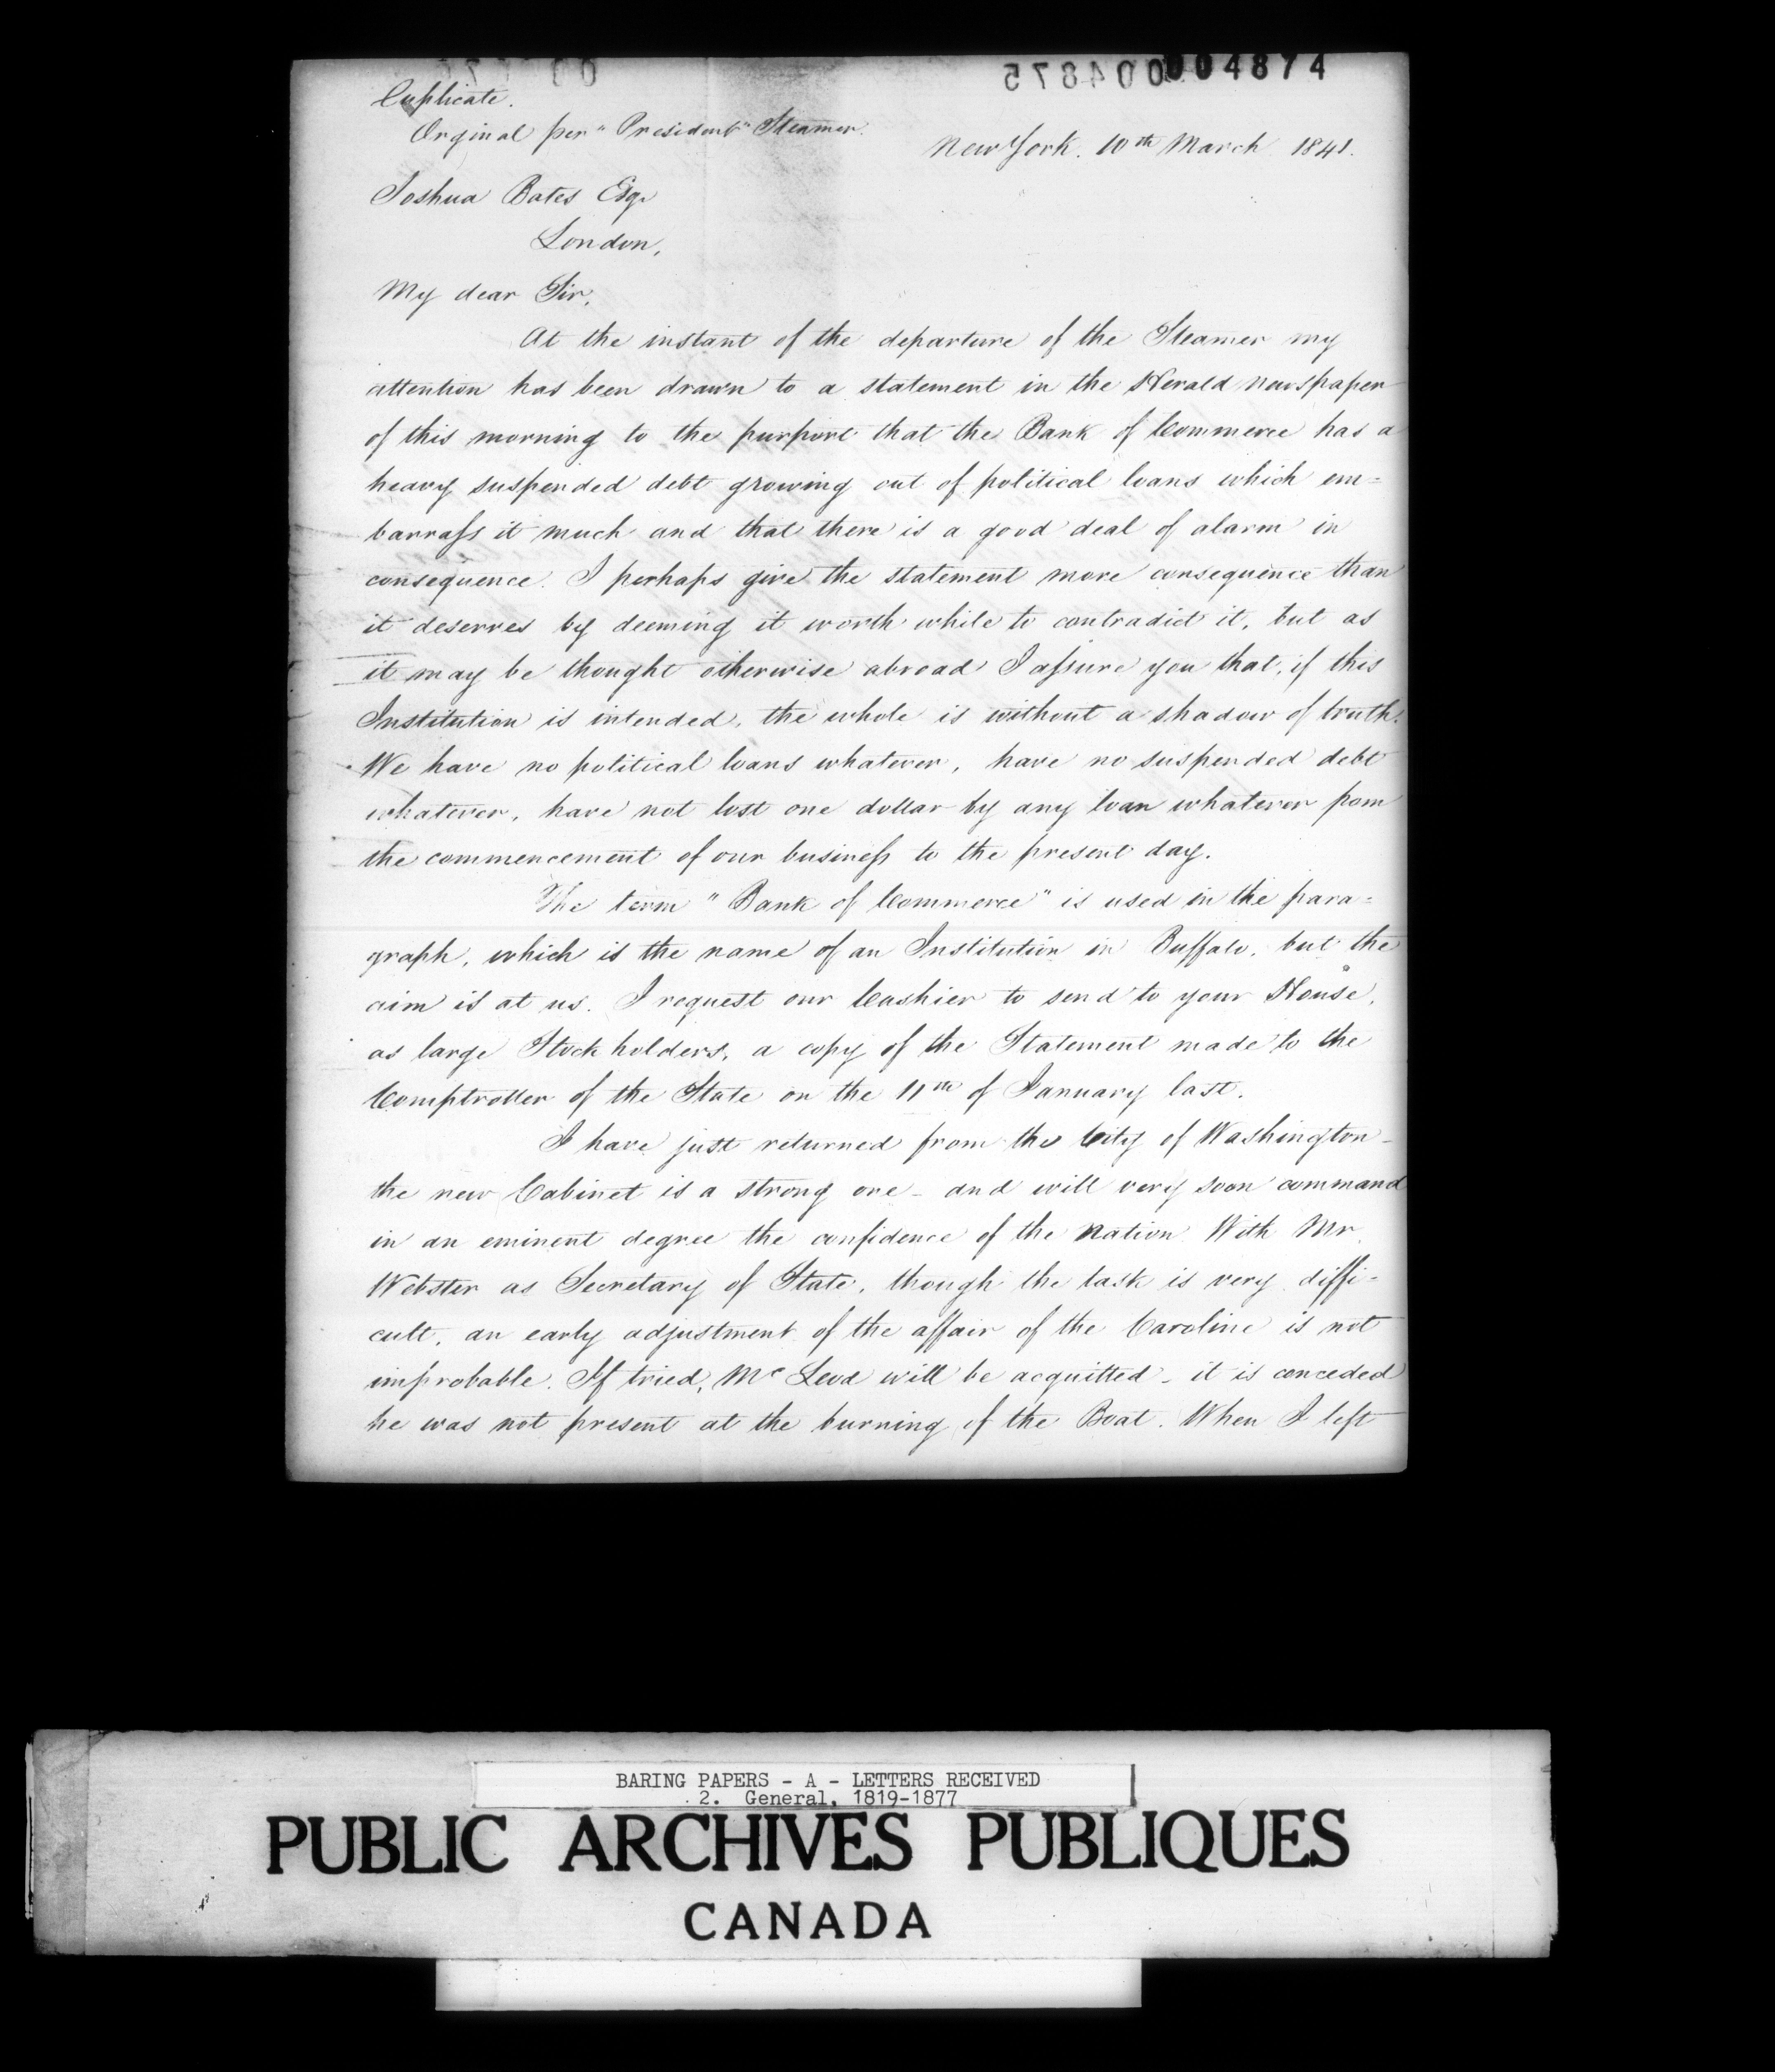 004874
004875
Duplicate.
Orginal per "President" Steamer.
New York. 10th March 1841.
Joshua Bates Esqr
London,
My dear Sir,
At the instant of the departure of the Steamer my
attention has been drawn to a statement in the Herald newspaper
of this morning to the purport that the Bank of Commerce has a
heavy suspended debt growing out of political loans which em=
barrass it much and that there is a good deal of alarm in
consequence. I perhaps give the statement more consequence than
it deserves by deeming it worth while to contradict it, but as
it may be thought otherwise abroad I assure you that, if this
Institution is intended, the whole is without a shadow of truth.
We have no political loans whatever, have no suspended debt
whatever, have not lost one dollar by any loan whatever from
the commencement of our business to the present day.
The term "Bank of Commerce" is used in the para=
graph, which is the name of an Institution in Buffalo, but the
aim is at us. I request our Cashier to send to your House,
as large Stockholders, a copy of the Statement made to the
Comptroller of the State on the 11th of January last.
I have just returned from the City of Washington -
the new Cabinet is a strong one - and will very soon command
in an eminent degree the confidence of the nation With Mr.
Webster as Secretary of State, though the task is very diffi=
cult, an early adjustment of the affair of the Caroline is not
improbable. If tried, Mc Leod will be acquitted - it is conceded
he was not present at the burning of the Boat. When I left
BARING PAPERS - A - LETTERS RECEIVED
2. General, 1819-1877
PUBLIC ARCHIVES PUBLIQUES
CANADA